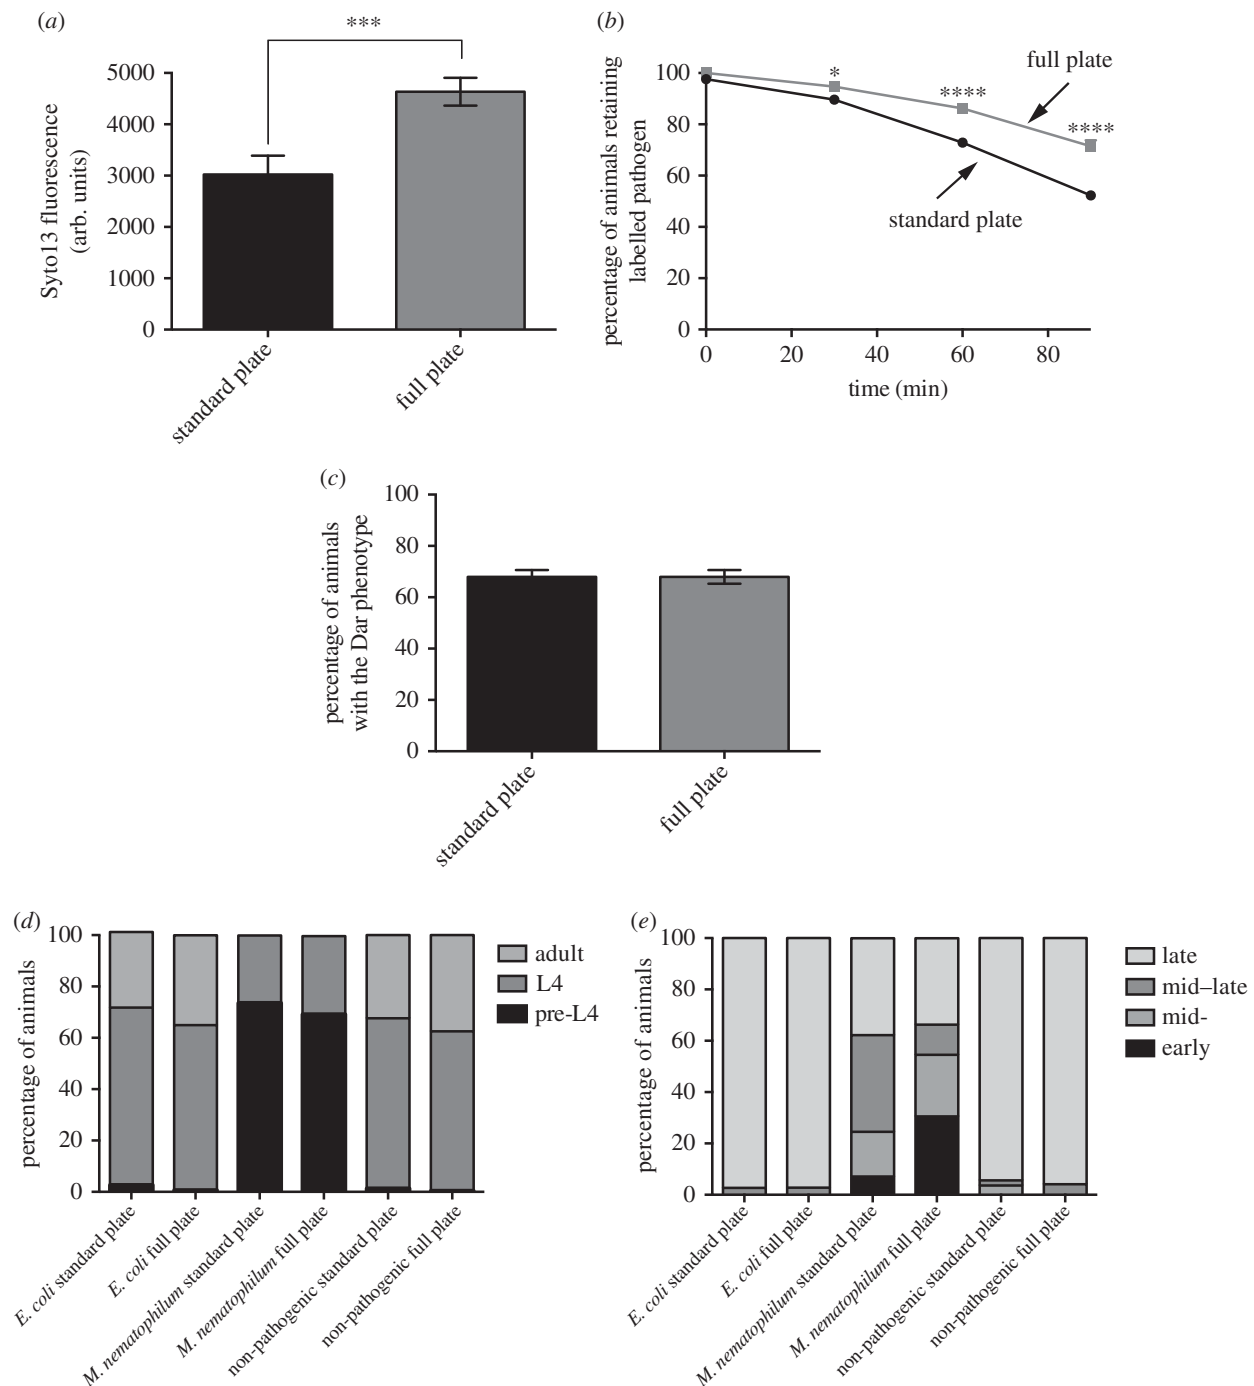 (a)
***
5000
4000
3000
2000
1000
0
Syto13 fluorescence
(arb. units)
standard plate
full plate
(b)
100
80
60
40
20
0
percentage of animals retaining
labelled pathogen
*
****
****
full plate
standard plate
0 20 40 60 80
time (min)
(c)
100
80
60
40
20
0
percentage of animals
with the Dar phenotype
standard plate
full plate
(d)
100
80
60
40
20
0
percentage of animals
adult
L4
pre-L4
E. coli standard plate
E. coli full plate
M. nematophilum standard plate
M. nematophilum full plate
non-pathogenic standard plate
non-pathogenic full plate
(e)
100
80
60
40
20
0
percentage of animals
late
mid–late
mid-
early
E. coli standard plate
E. coli full plate
M. nematophilum standard plate
M. nematophilum full plate
non-pathogenic standard plate
non-pathogenic full plate